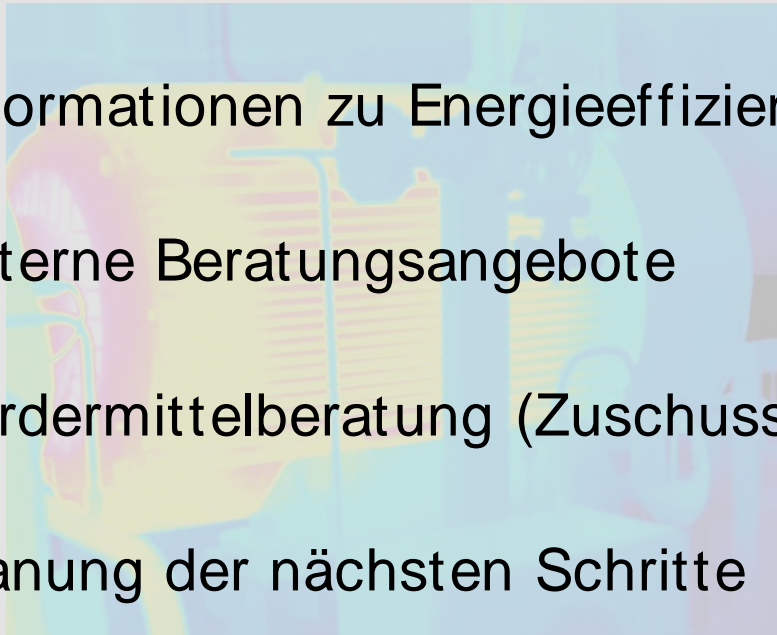 ormationen zu Energieeffizien
terne Beratungsangebote
rdermittelberatung (Zuschuss
anung der nächsten Schritte